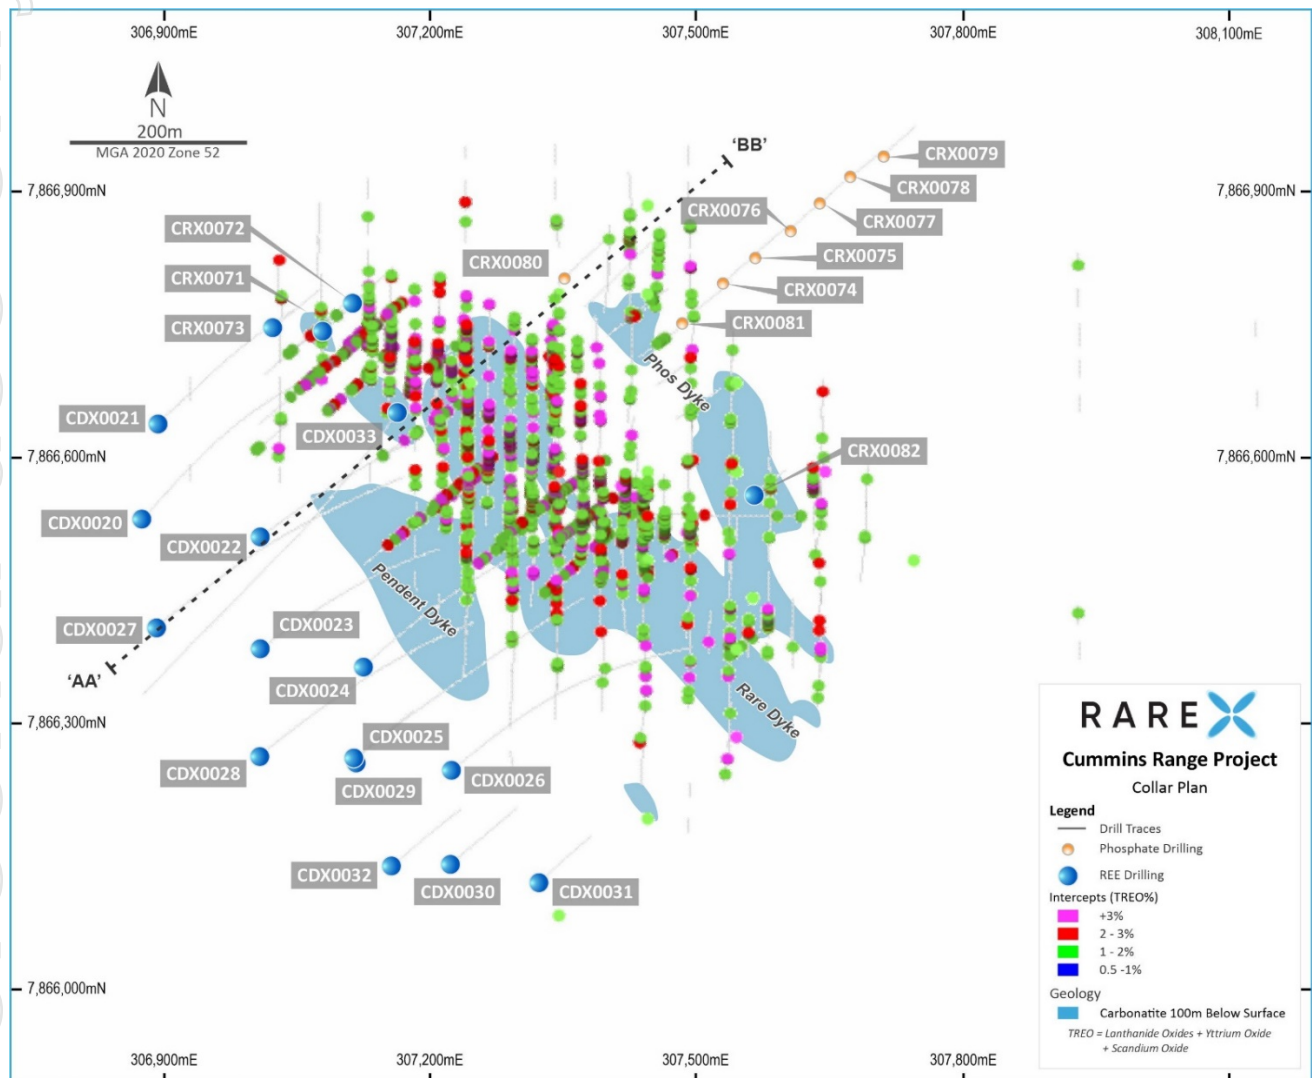 306,900mE
307,200mE
307,500mE
307,800mE
308,100mE
N
200m
MGA 2020 Zone 52
'BB'
CRX0079
CRX0078
7,866,900mN
7,866,900mN
CRX0076
CRX0077
CRX0072
CRX0075
CRX0080
CRX0071
CRX0074
CRX0073
CRX0081
Phos Dyke
CDX0021
CDX0033
CRX0082
7,866,600mN
7,866,600mN
CDX0020
CDX0022
Pendent Dyke
CDX0027
CDX0023
'AA'
CDX0024
Rare Dyke
7,866,300mN
CDX0025
CDX0028
CDX0029
CDX0026
CDX0032
CDX0030
CDX0031
RAREX
Cummins Range Project
Collar Plan
Legend
Drill Traces
Phosphate Drilling
REE Drilling
Intercepts (TREO%)
+3%
2 - 3%
1 - 2%
0.5 -1%
Geology
Carbonatite 100m Below Surface
TREO = Lanthanide Oxides + Yttrium Oxide
+ Scandium Oxide
7,866,000mN
306,900mE
307,200mE
307,500mE
307,800mE